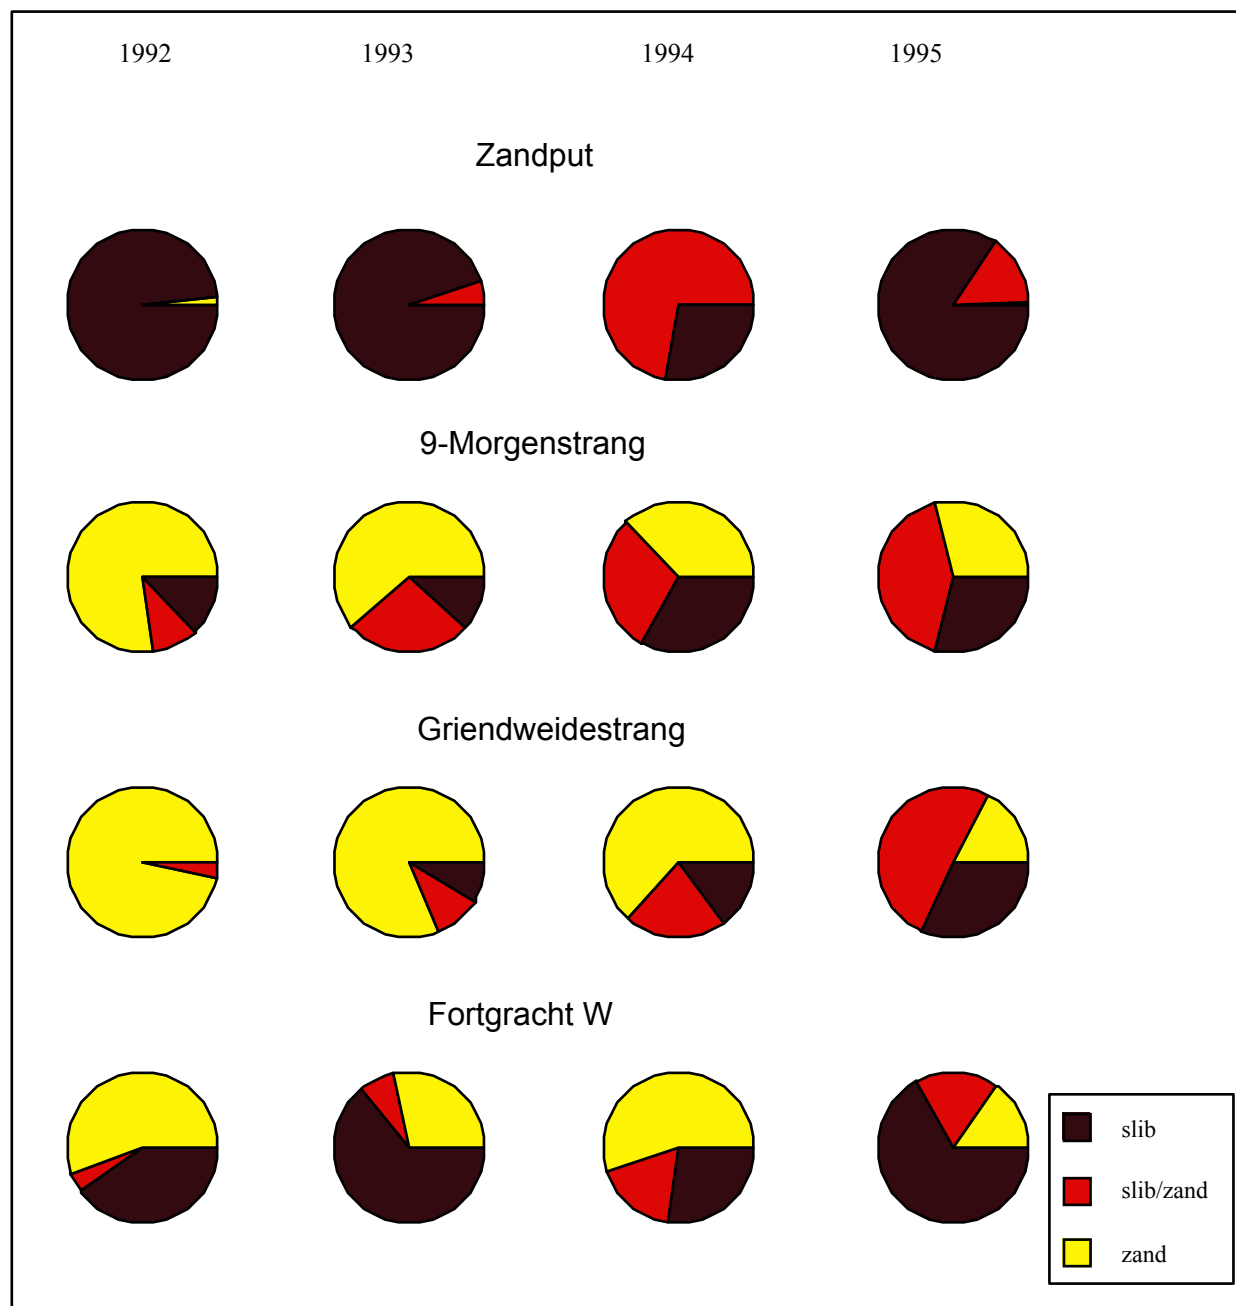 1992 1993 1994 1995
Zandput
9-Morgenstrang
Griendweidestrang
Fortgracht W
slib
slib/zand
zand